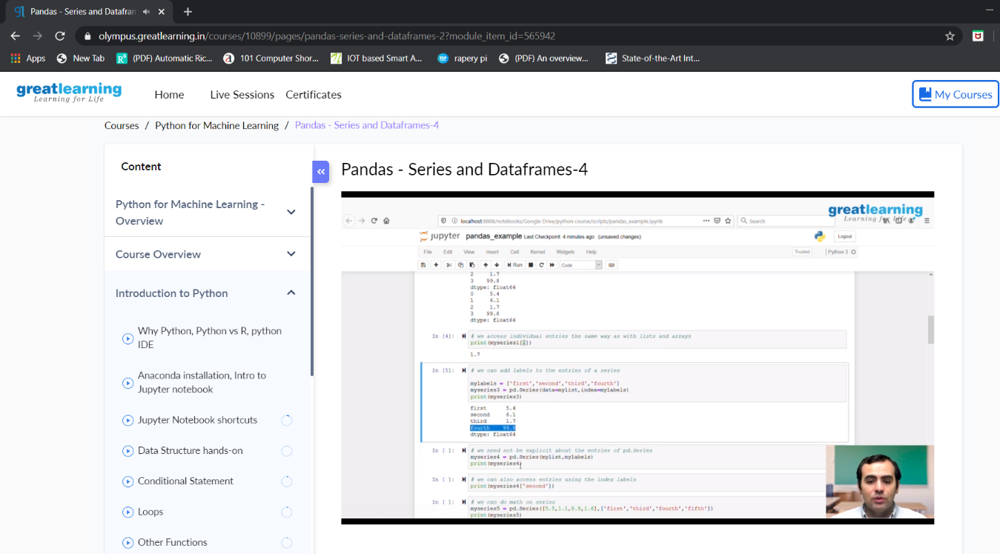 Pandas - Series and Datafram
olympus.greatlearning.in/courses/10899/pages/pandas-series-and-dataframes-2?module_item_id=565942
Apps New Tab (PDF) Automatic Ric... 101 Computer Shor... IOT based Smart A... rapery pi (PDF) An overview... State-of-the-Art Int...
greatlearning
Learning for Life
Home Live Sessions Certificates
My Courses
Courses / Python for Machine Learning / Pandas - Series and Dataframes-4
Content
Python for Machine Learning -
Overview
Course Overview
Introduction to Python
Why Python, Python vs R, python
IDE
Anaconda installation, Intro to
Jupyter notebook
Jupyter Notebook shortcuts
Data Structure hands-on
Conditional Statement
Loops
Other Functions
Pandas - Series and Dataframes-4
greatlearning
Learning for Life
localhost:8888/notebooks/Google Drive/python course/scripts/pandas_example.ipynb
Search
jupyter pandas_example Last Checkpoint: 4 minutes ago (unsaved changes)
Logout
File Edit View Insert Cell Kernel Widgets Help
Trusted Python 3
Run Code
2 1.7
3 99.8
dtype: float64
0 5.4
1 6.1
2 1.7
3 99.8
dtype: float64
In [4]: # we access individual entries the same way as with lists and arrays
print(myseries1[2])
1.7
In [5]: # we can add labels to the entries of a series
mylabels = ['first','second','third','fourth']
myseries3 = pd.Series(data=mylist,index=mylabels)
print(myseries3)
first 5.4
second 6.1
third 1.7
fourth 99.8
dtype: float64
In [ ]: # we need not be explicit about the entries of pd.Series
myseries4 = pd.Series(mylist,mylabels)
print(myseries4)
In [ ]: # we can also access entries using the index labels
print(myseries4['second'])
In [ ]: # we can do math on series
myseries5 = pd.Series([5.5,1.1,8.8,1.6],['first','third','fourth','fifth'])
print(myseries5)